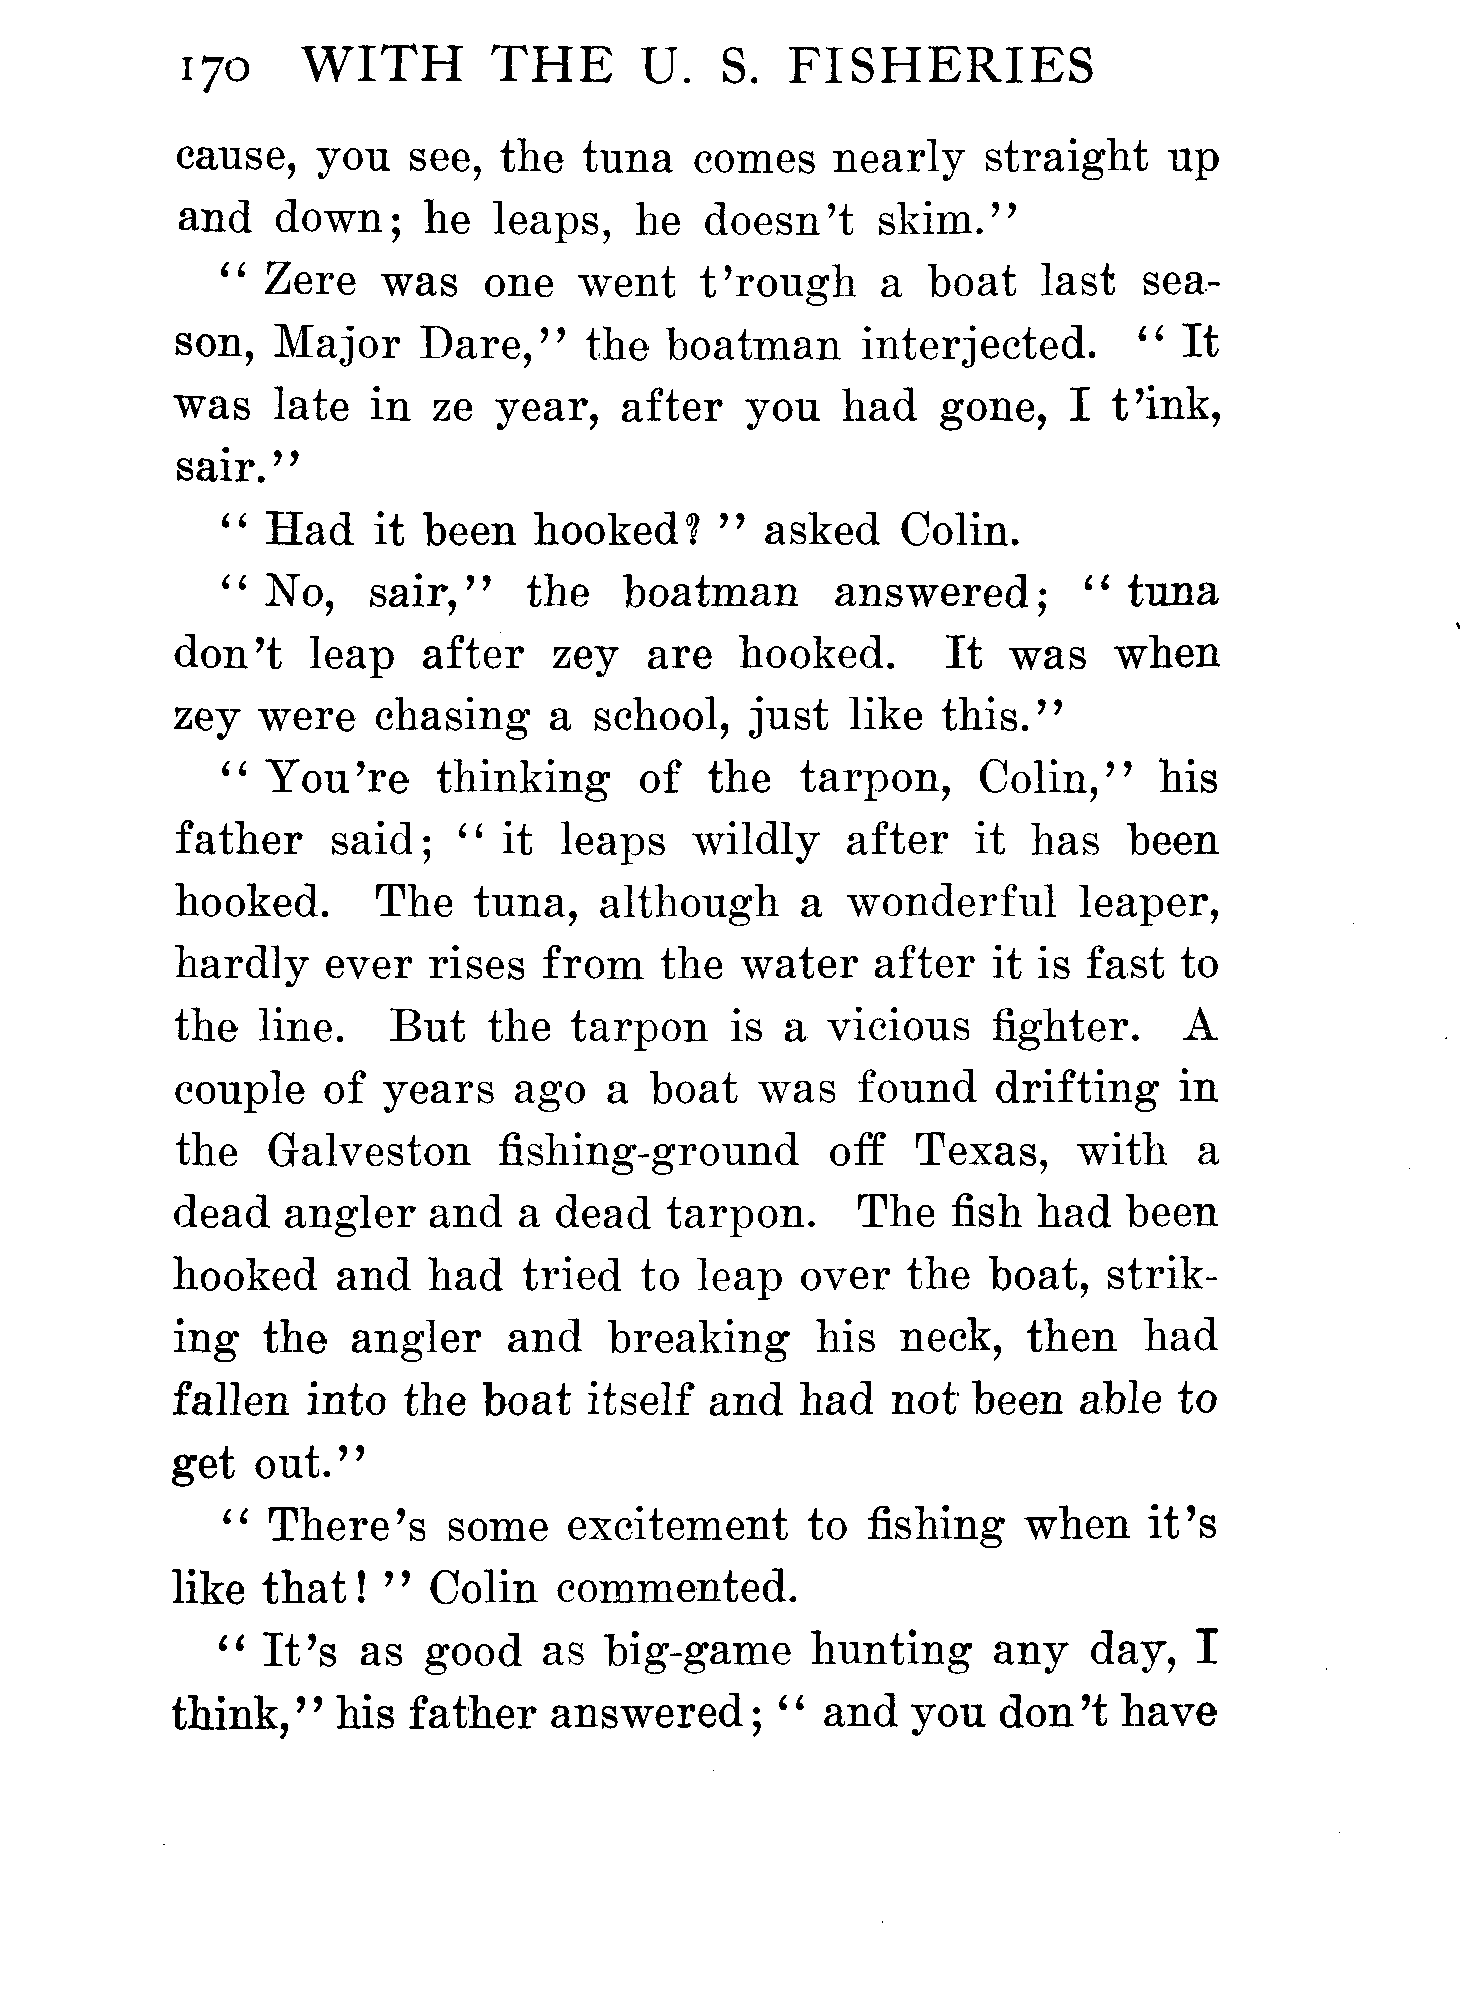 170 WITH THE U. S. FISHERIES
cause, you see, the tuna comes nearly straight up
and down; he leaps, he doesn't skim."
" Zere was one went t'rough a boat last sea-
son, Major Dare," the boatman interjected. " It
was late in ze year, after you had gone, I t'ink,
sair."
" Had it been hooked? " asked Colin.
" No, sair," the boatman answered; " tuna
don't leap after zey are hooked. It was when
zey were chasing a school, just like this."
" You're thinking of the tarpon, Colin," his
father said; " it leaps wildly after it has been
hooked. The tuna, although a wonderful leaper,
hardly ever rises from the water after it is fast to
the line. But the tarpon is a vicious fighter. A
couple of years ago a boat was found drifting in
the Galveston fishing-ground off Texas, with a
dead angler and a dead tarpon. The fish had been
hooked and had tried to leap over the boat, strik-
ing the angler and breaking his neck, then had
fallen into the boat itself and had not been able to
get out."
" There's some excitement to fishing when it's
like that! " Colin commented.
" It's as good as big-game hunting any day, I
think," his father answered; " and you don't have